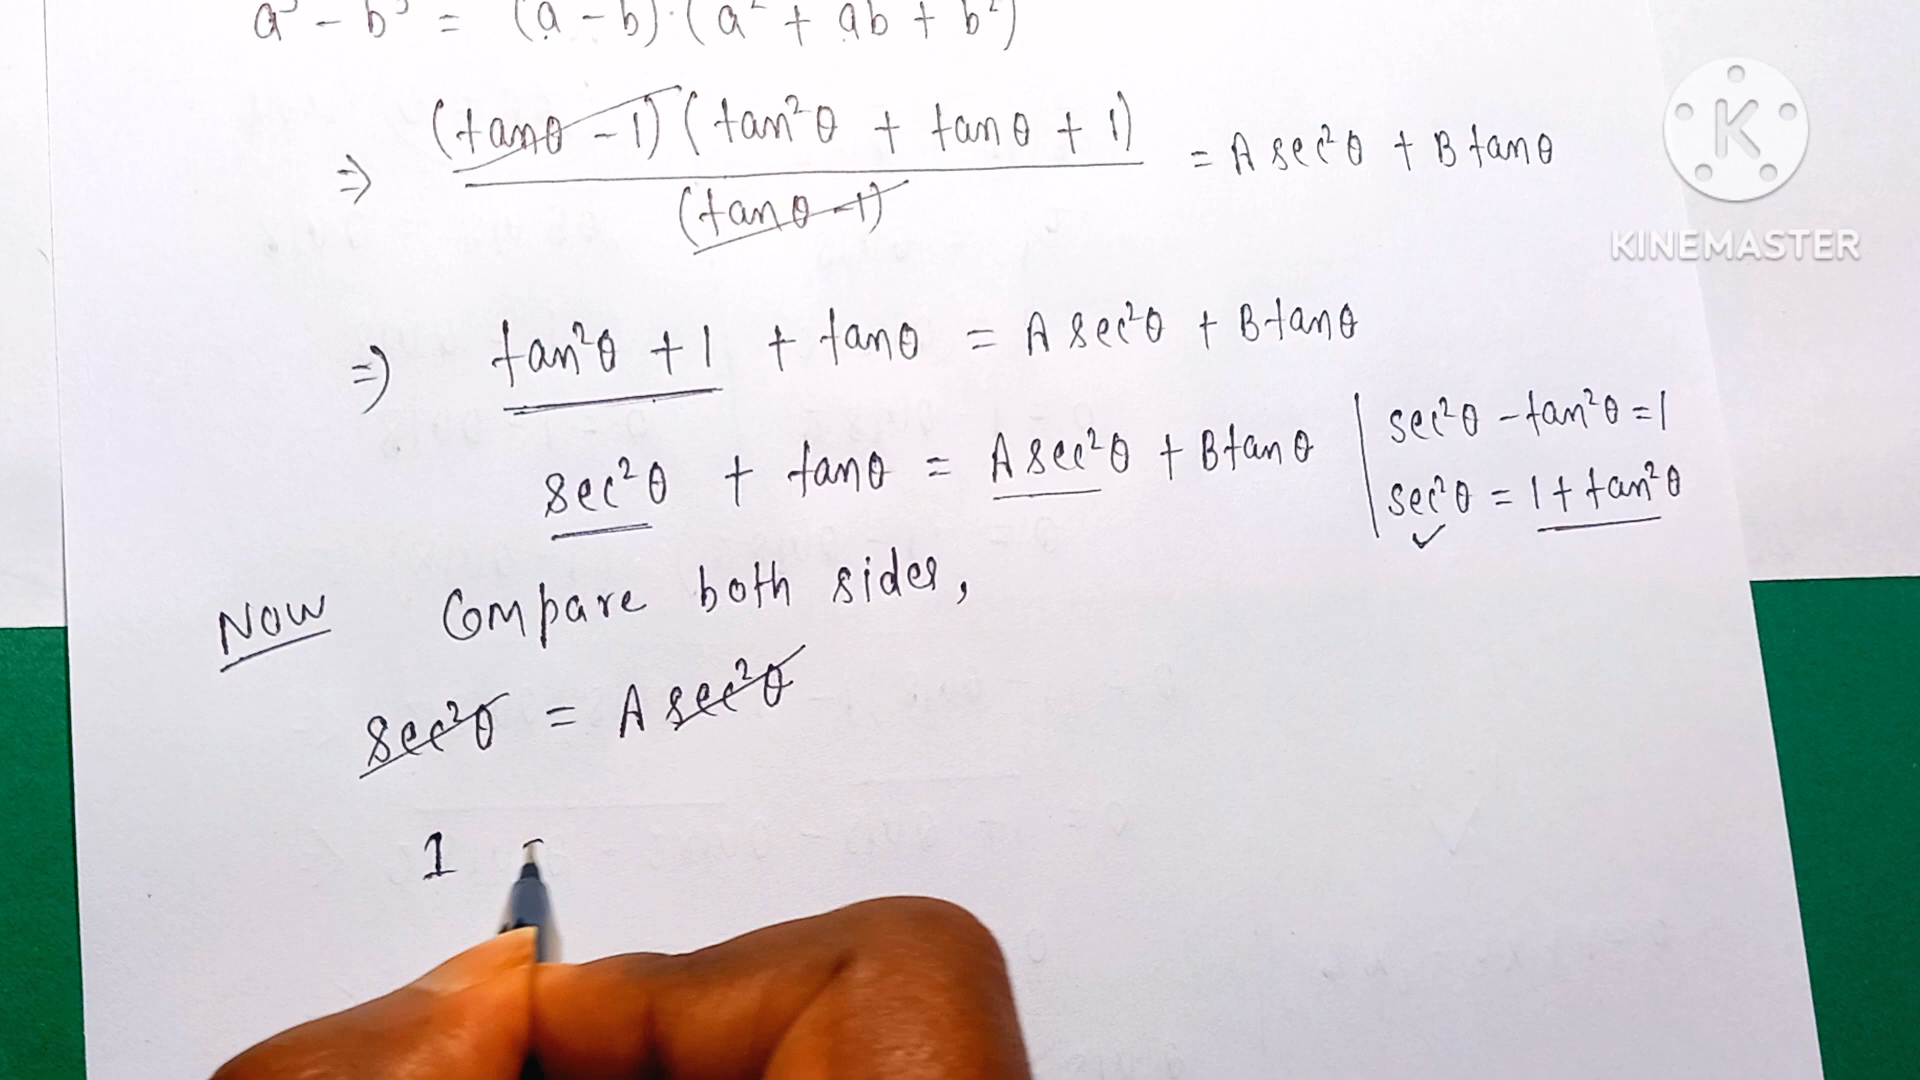 a³ - b³ = (a - b) · (a² + ab + b²)
⇒ (tanθ - 1)(tan²θ + tanθ + 1) / (tanθ - 1) = A sec²θ + B tanθ
KINEMASTER
⇒ tan²θ + 1 + tanθ = A sec²θ + B tanθ
sec²θ + tanθ = A sec²θ + B tanθ
sec²θ - tan²θ = 1
sec²θ = 1 + tan²θ
Now Compare both sides,
sec²θ = A sec²θ
1